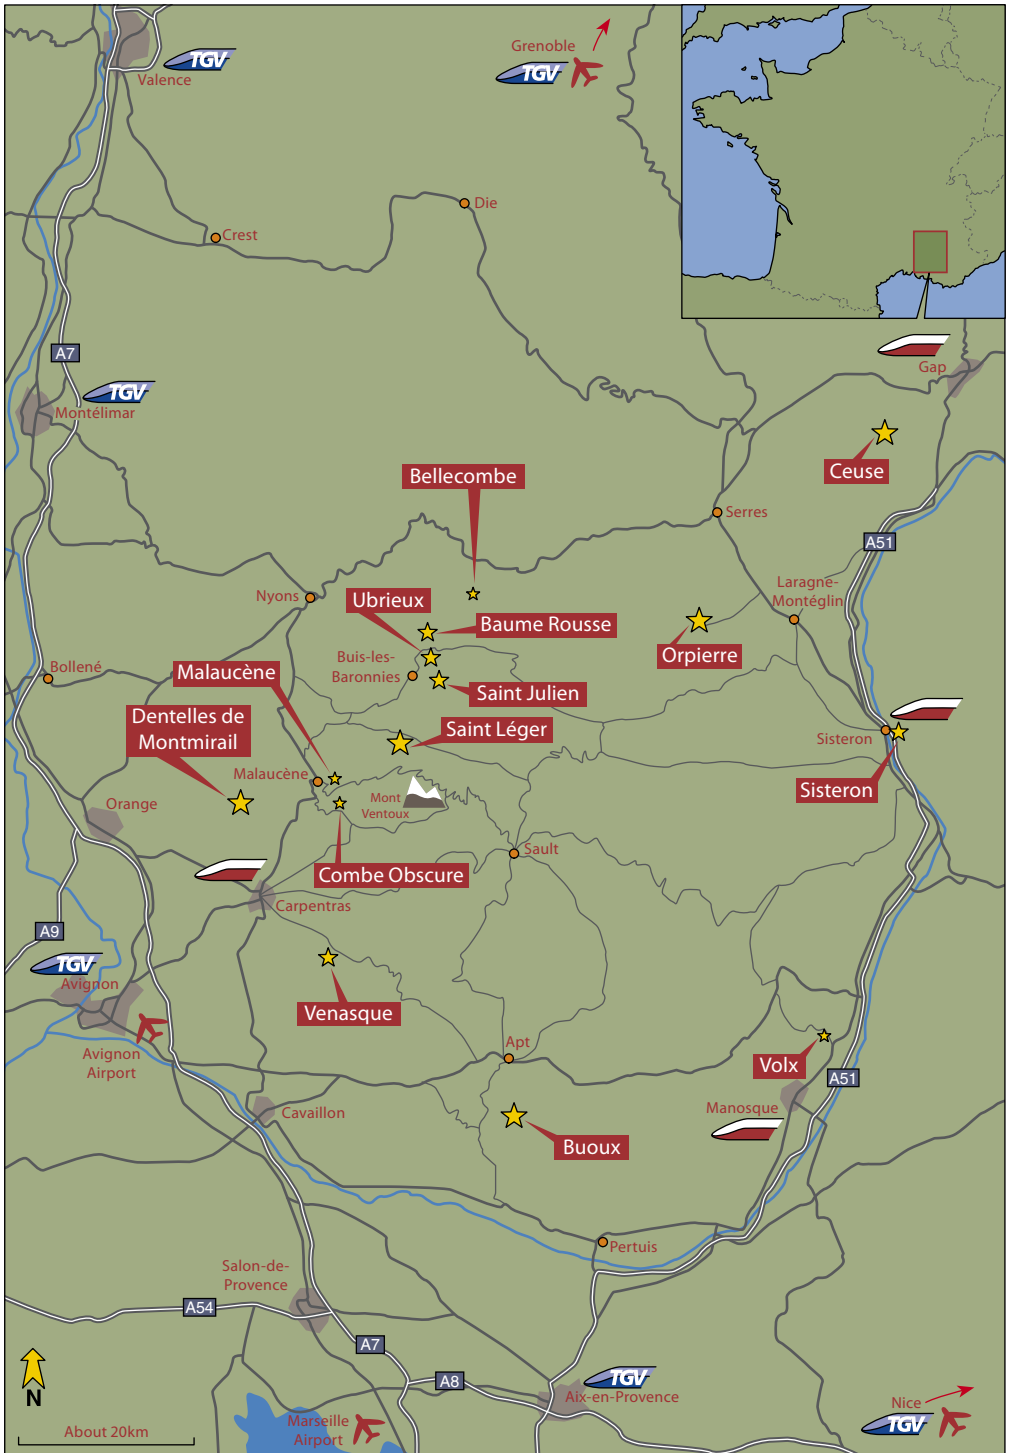 Grenoble
TGV
TGV
Valence
Die
Crest
A7
Gap
TGV
Montélimar
Ceuse
Bellecombe
Serres
A51
Laragne-
Montéglin
Nyons
Ubrieux
Baume Rousse
Buis-les-
Baronnies
Orpierre
Bollené
Malaucène
Saint Julien
Dentelles de
Montmirail
Saint Léger
Sisteron
Malaucène
Sisteron
Orange
Mont
Ventoux
Sault
Combe Obscure
Carpentras
A9
TGV
Avignon
Venasque
Avignon
Airport
Apt
Volx
A51
Cavaillon
Manosque
Buoux
Pertuis
Salon-de-
Provence
A54
A7
N
A8
TGV
Aix-en-Provence
Nice
TGV
About 20km
Marseille
Airport